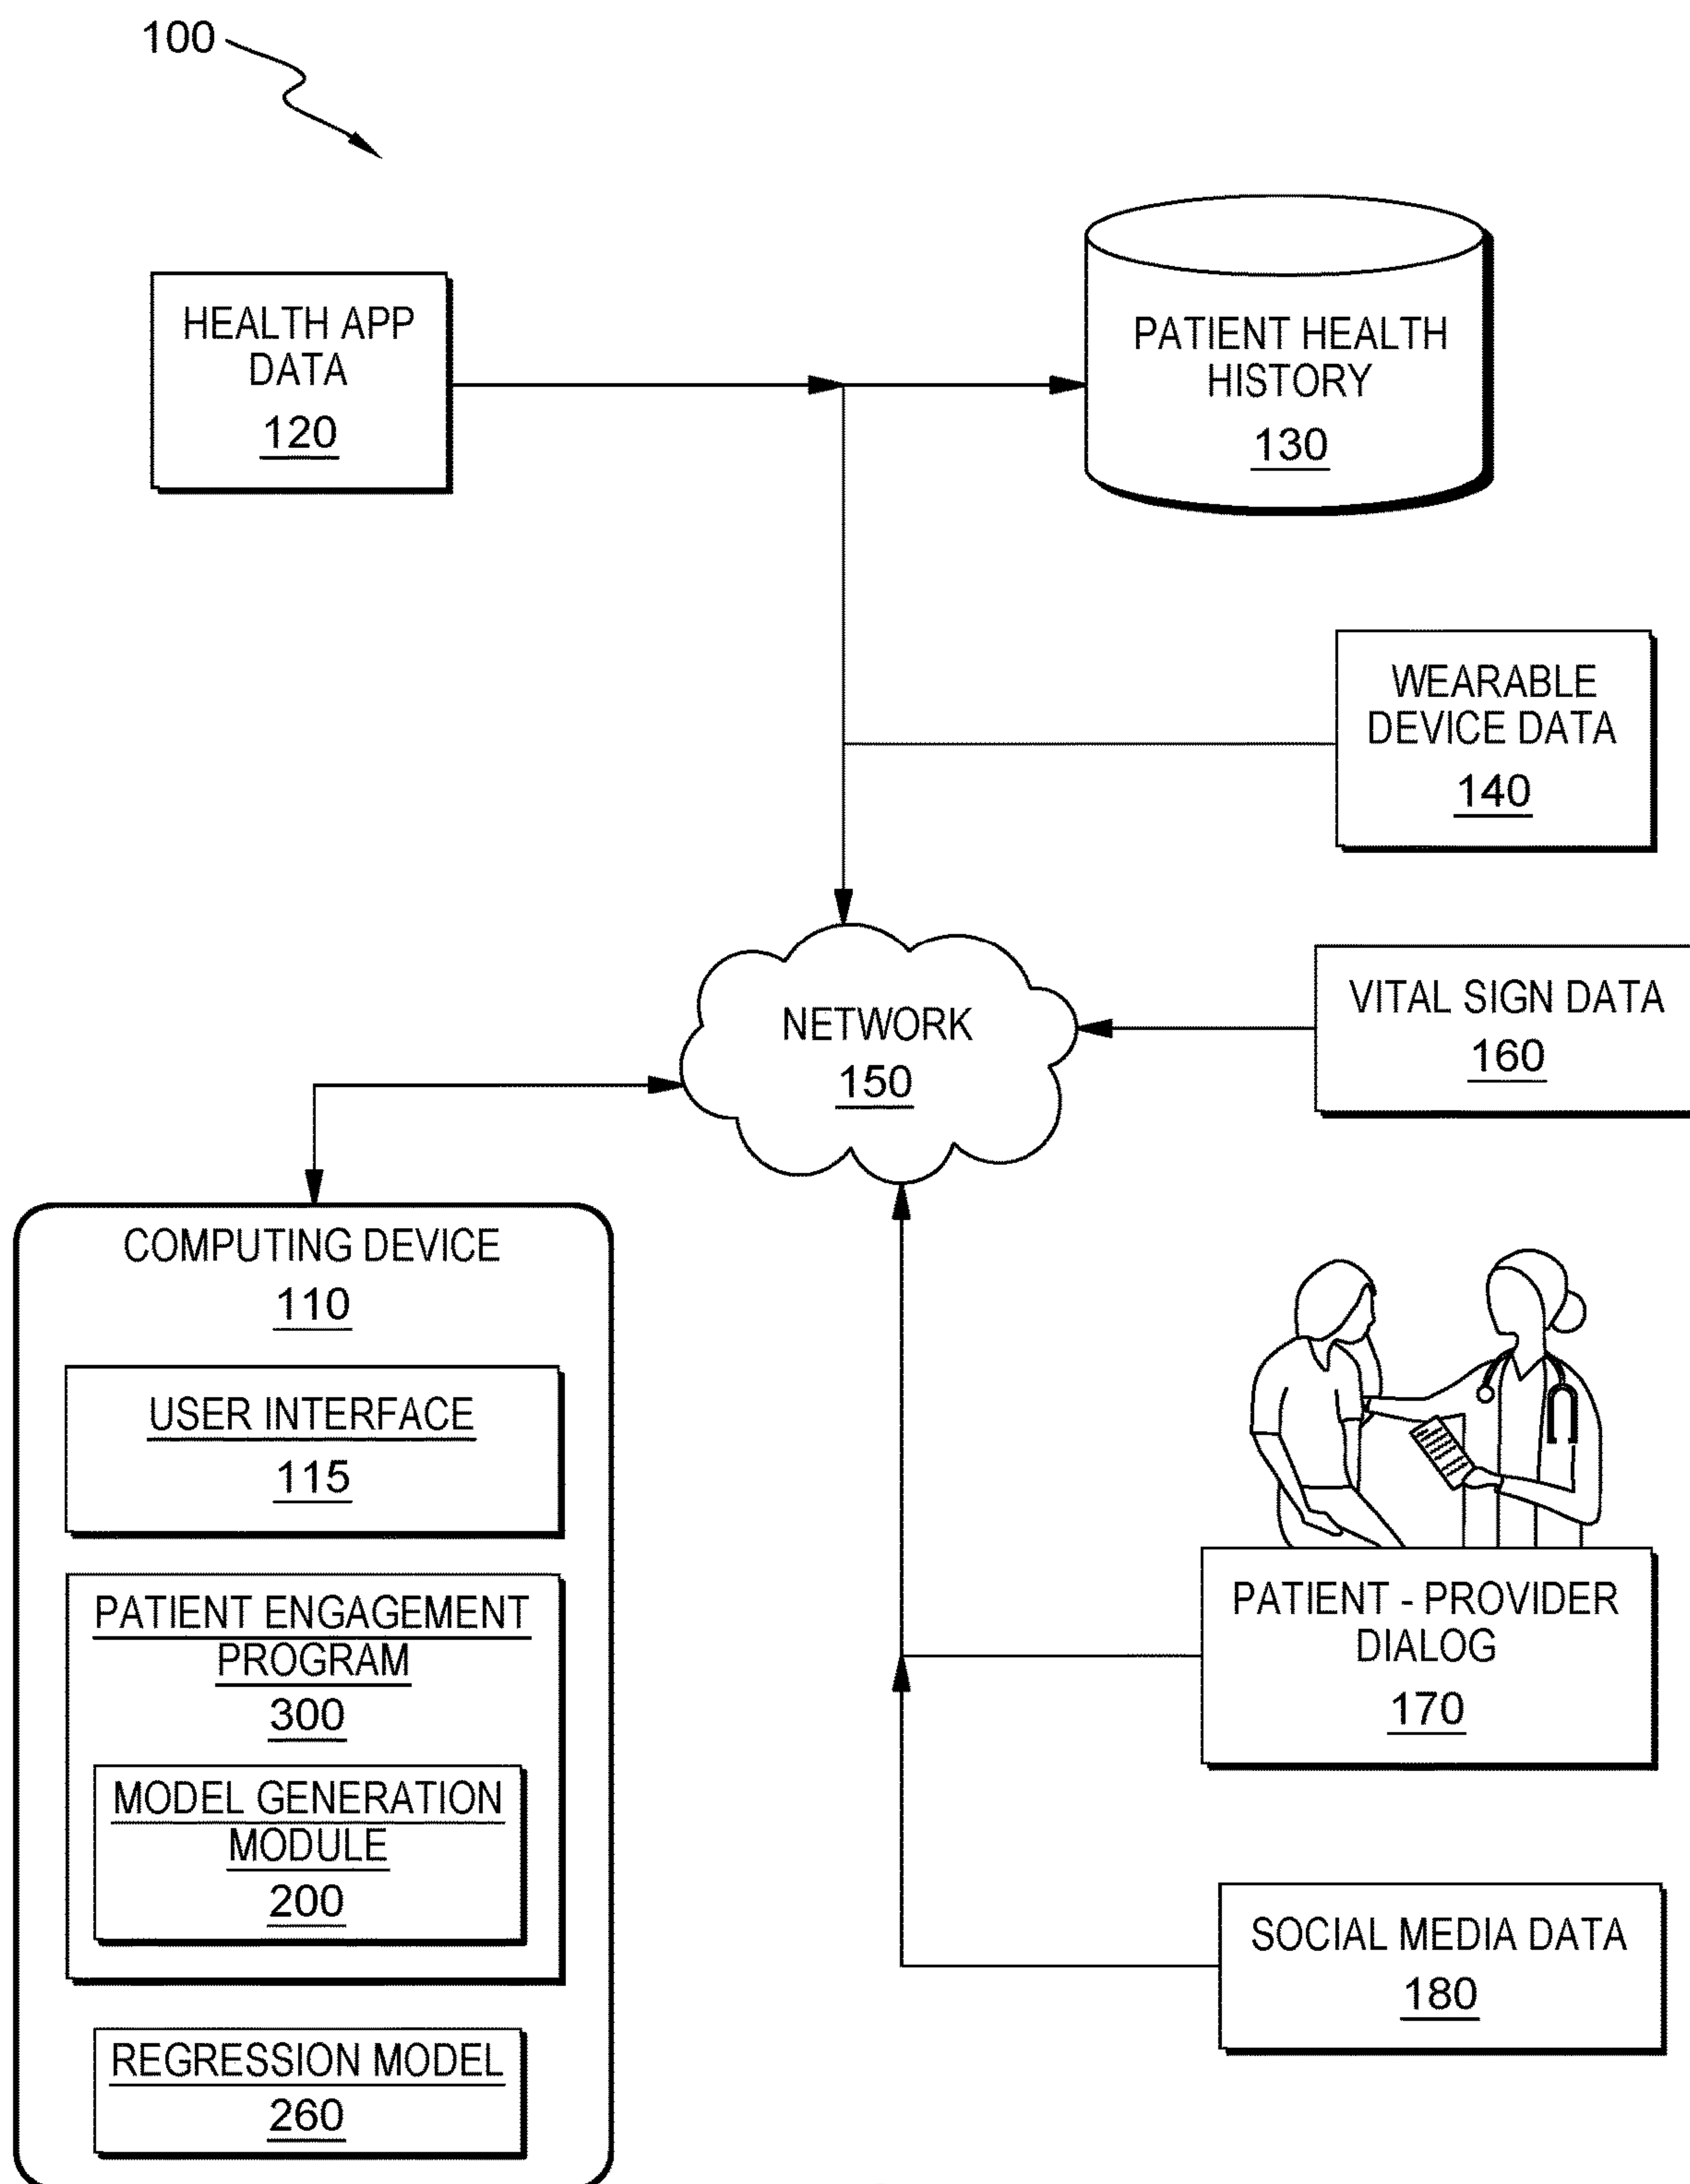 100
HEALTH APP
DATA
120
PATIENT HEALTH
HISTORY
130
WEARABLE
DEVICE DATA
140
NETWORK
150
VITAL SIGN DATA
160
COMPUTING DEVICE
110
USER INTERFACE
115
PATIENT ENGAGEMENT
PROGRAM
300
MODEL GENERATION
MODULE
200
REGRESSION MODEL
260
PATIENT - PROVIDER
DIALOG
170
SOCIAL MEDIA DATA
180